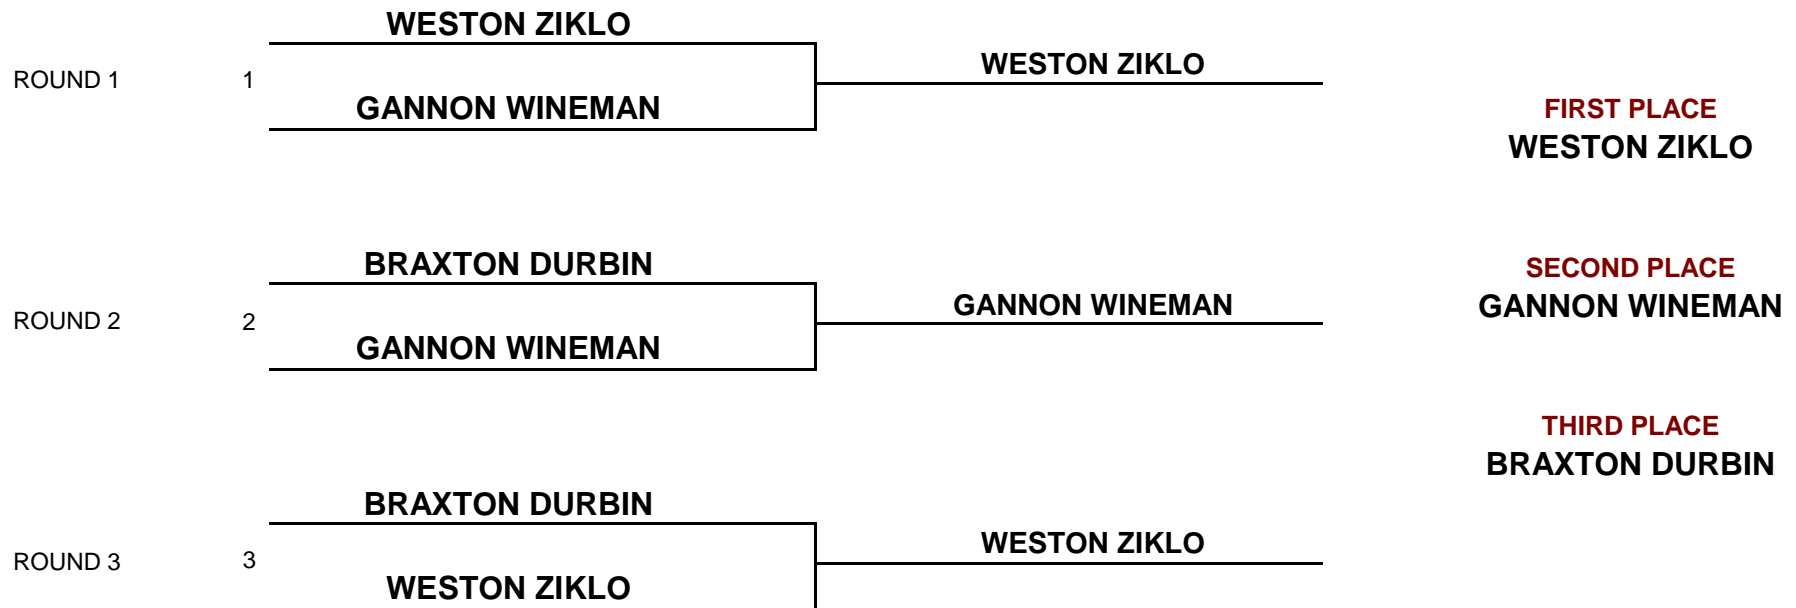 WESTON ZIKLO
ROUND 1
1
WESTON ZIKLO
GANNON WINEMAN
FIRST PLACE
WESTON ZIKLO
BRAXTON DURBIN
SECOND PLACE
ROUND 2
2
GANNON WINEMAN
GANNON WINEMAN
GANNON WINEMAN
THIRD PLACE
BRAXTON DURBIN
BRAXTON DURBIN
ROUND 3
3
WESTON ZIKLO
WESTON ZIKLO